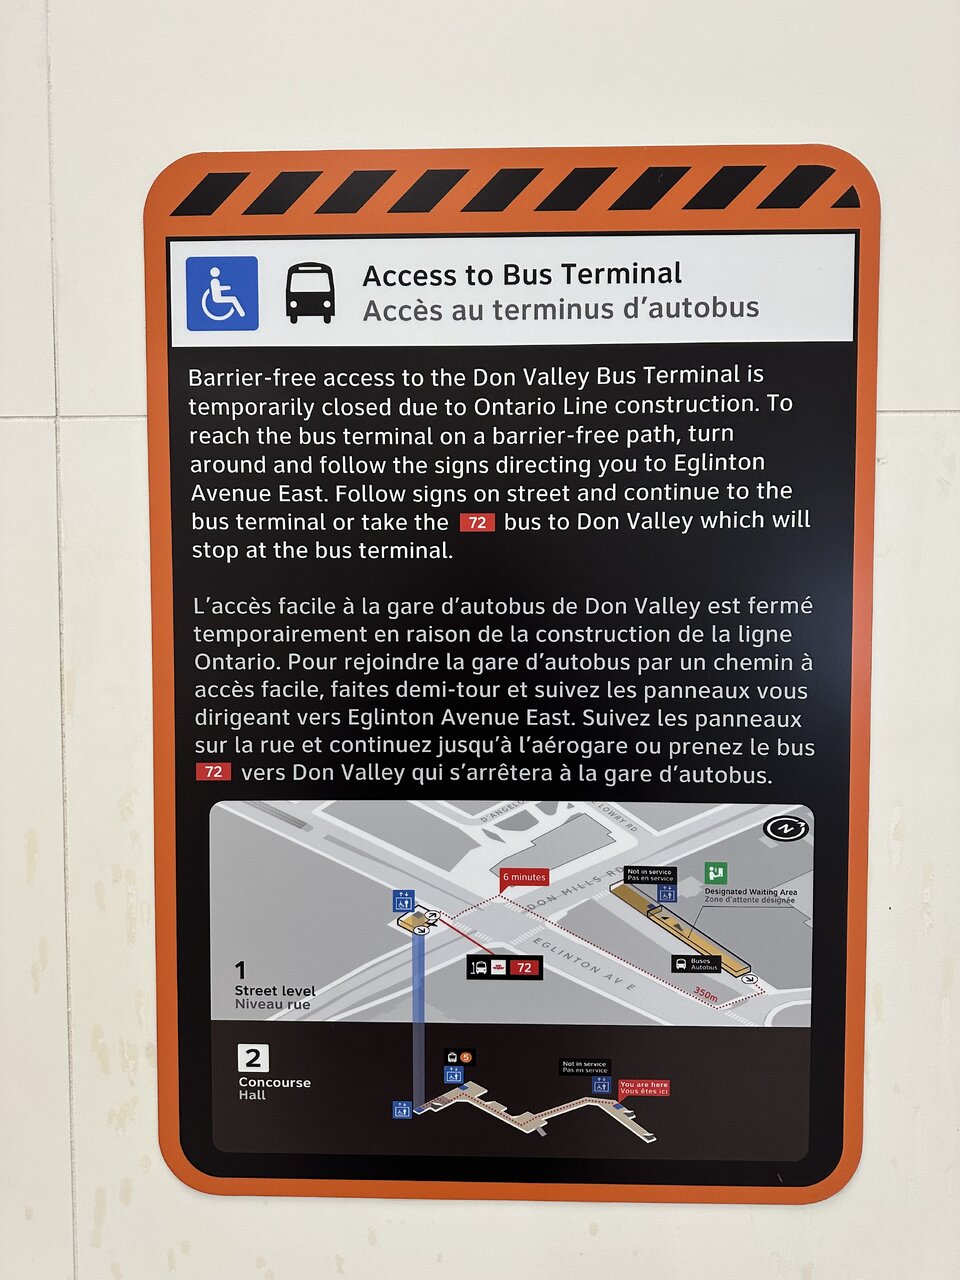 Access to Bus Terminal
Accès au terminus d'autobus
Barrier-free access to the Don Valley Bus Terminal is
temporarily closed due to Ontario Line construction. To
reach the bus terminal on a barrier-free path, turn
around and follow the signs directing you to Eglinton
Avenue East. Follow signs on street and continue to the
bus terminal or take the 72 bus to Don Valley which will
stop at the bus terminal.
L'accès facile à la gare d'autobus de Don Valley est fermé
temporairement en raison de la construction de la ligne
Ontario. Pour rejoindre la gare d'autobus par un chemin à
accès facile, faites demi-tour et suivez les panneaux vous
dirigeant vers Eglinton Avenue East. Suivez les panneaux
sur la rue et continuez jusqu'à l'aérogare ou prenez le bus
72 vers Don Valley qui s'arrêtera à la gare d'autobus.
D'ANGELO
LOWRY RD
N
6 minutes
DON MILLS RD
Not in service
Pas en service
Designated Waiting Area
Zone d'attente désignée
EGLINTON AV E
72
Buses
Autobus
350m
1
Street level
Niveau rue
2
Concourse
Hall
5
Not in service
Pas en service
You are here
Vous êtes ici